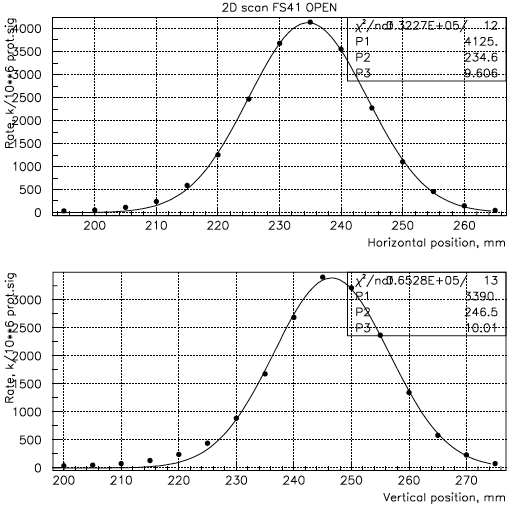 2D scan FS41 OPEN
Rate, k/10**6 prot.sig
4000
3500
3000
2500
2000
1500
1000
500
0
χ²/ndf 0.3227E+05/ 12
P1 4125.
P2 234.6
P3 9.606
200 210 220 230 240 250 260
Horizontal position, mm
Rate, k/10**6 prot.sig
3000
2500
2000
1500
1000
500
0
χ²/ndf 0.6528E+05/ 13
P1 3390.
P2 246.5
P3 10.01
200 210 220 230 240 250 260 270
Vertical position, mm